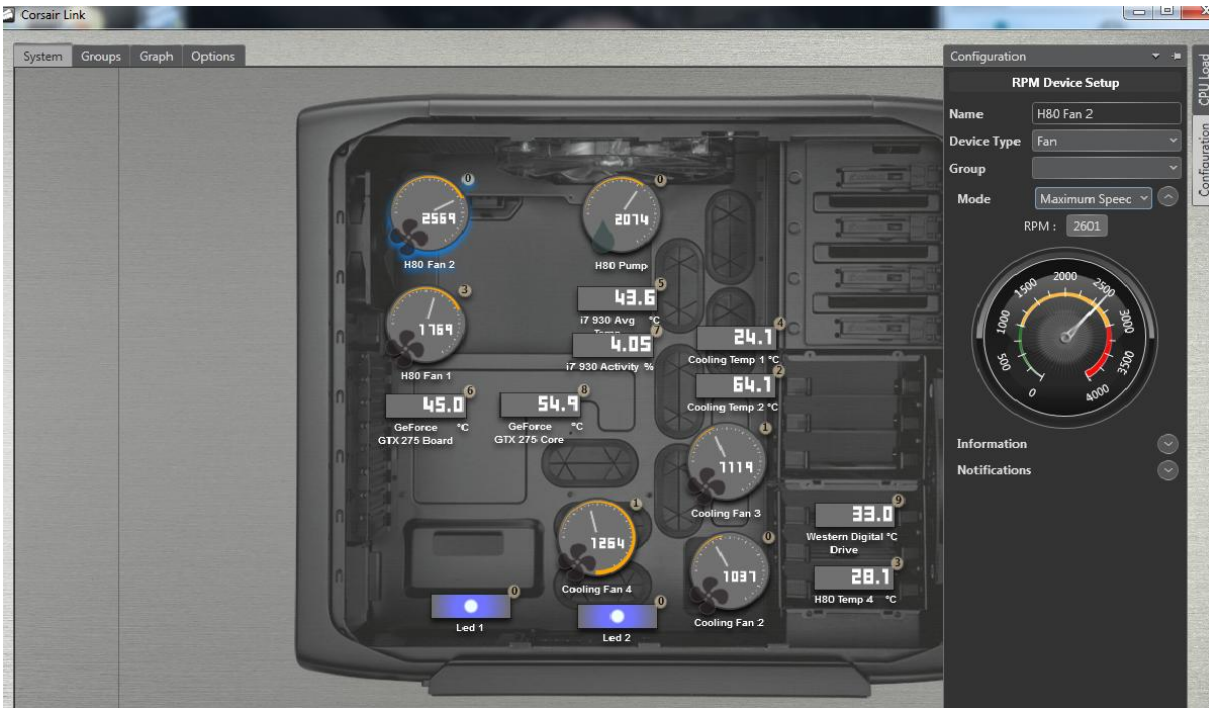 Corsair Link
System Groups Graph Options
Configuration
RPM Device Setup
Name H80 Fan 2
Device Type Fan
Group
Mode Maximum Speec
RPM : 2601
0 500 1000 1500 2000 2500 3000 3500 4000
Information
Notifications
CPU Load
Configuration
0
2569
H80 Fan 2
0
2074
H80 Pump
3
1769
H80 Fan 1
5
43.6
i7 930 Avg °C
Temp
7
4.05
i7 930 Activity %
4
24.1
Cooling Temp 1 °C
2
64.1
Cooling Temp 2 °C
6
45.0
GeForce °C
GTX 275 Board
8
54.9
GeForce °C
GTX 275 Core
1
1119
Cooling Fan 3
1
1264
Cooling Fan 4
0
1037
Cooling Fan 2
9
33.0
Western Digital °C
Drive
3
28.1
H80 Temp 4 °C
0
Led 1
0
Led 2